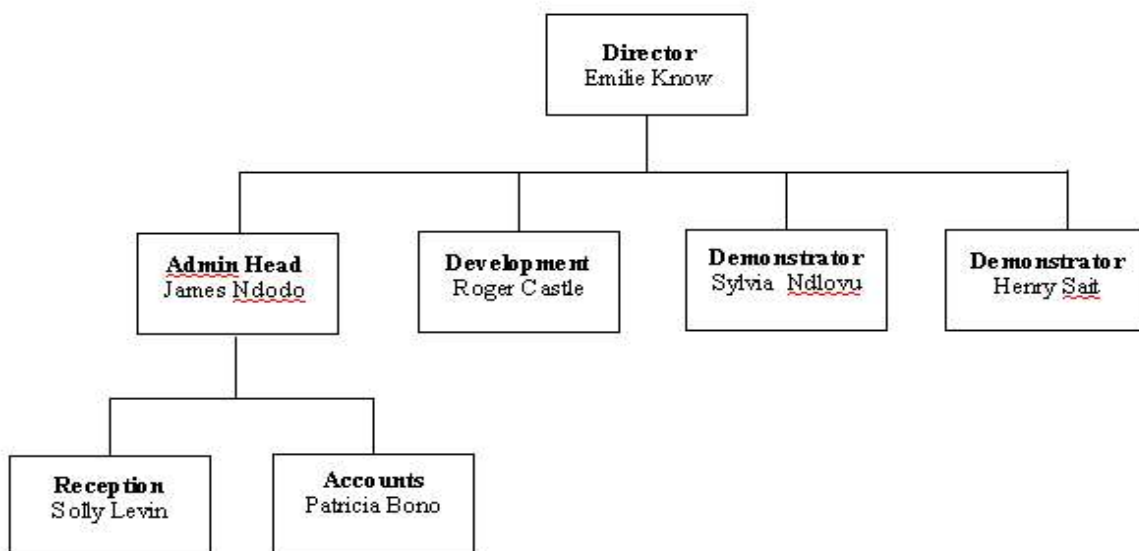 Director
Emilie Know
Admin Head
James Ndodo
Development
Roger Castle
Demonstrator
Sylvia Ndlovu
Demonstrator
Henry Sait
Reception
Solly Levin
Accounts
Patricia Bono